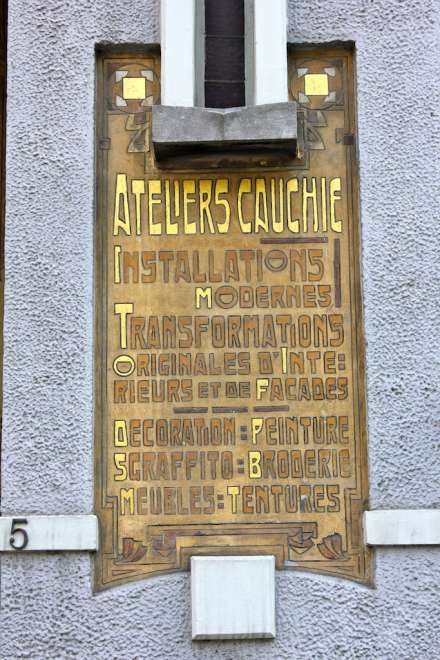 ATELIERS CAUCHIE
INSTALLATIONS
MODERNES
TRANSFORMATIONS
ORIGINALES D'INTE=
RIEURS ET DE FACADES
DECORATION = PEINTURE
SGRAFFITO = BRODERIE
MEUBLES = TENTURES
5